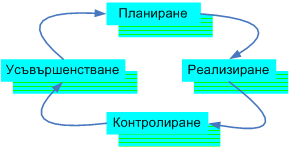 Планиране
Усъвършенстване
Реализиране
Контролиране